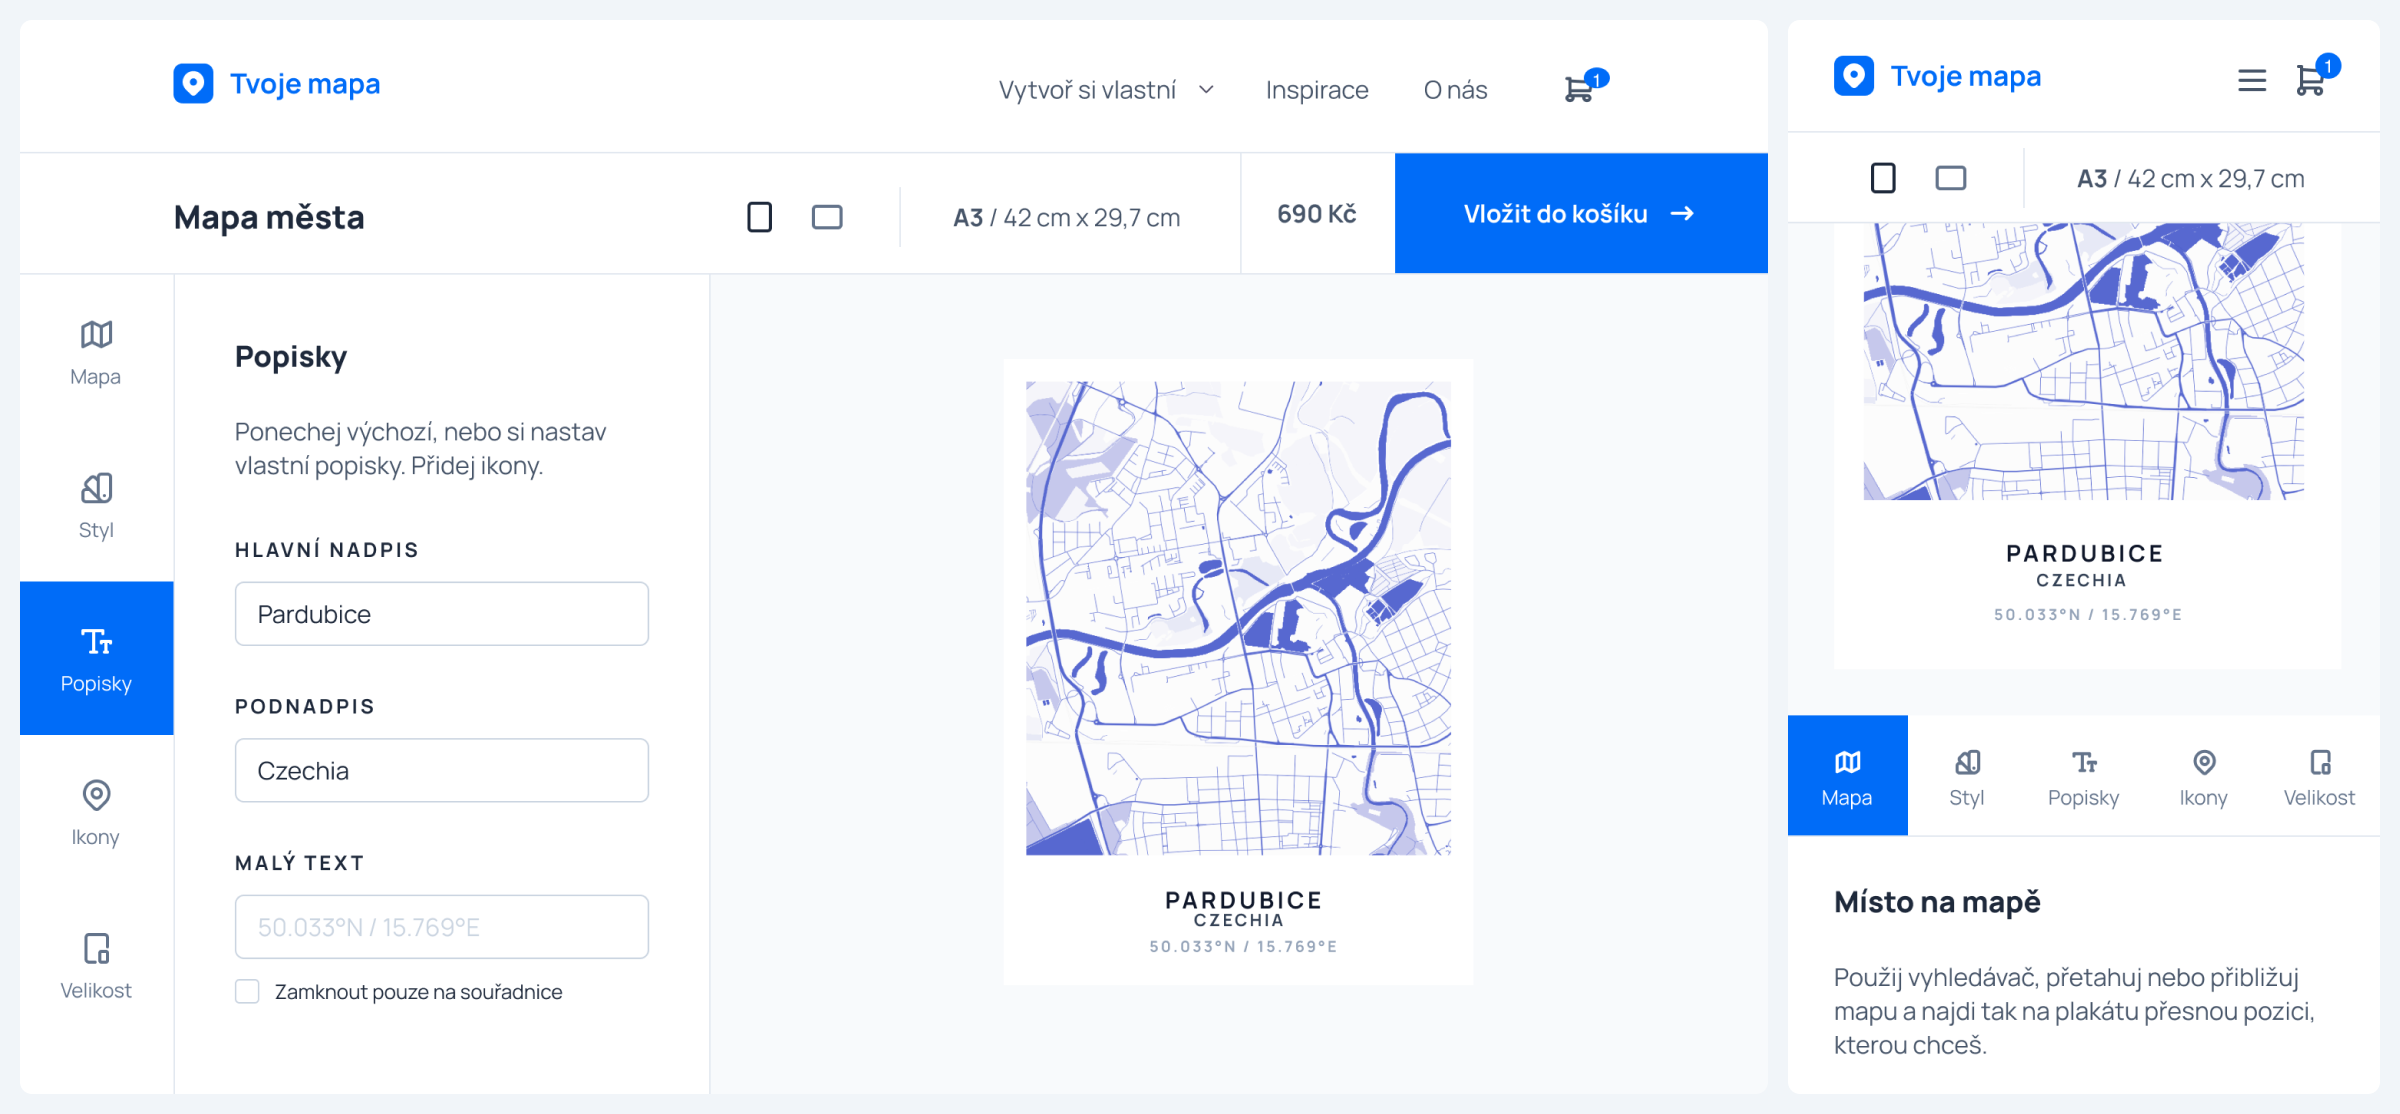 Tvoje mapa
Vytvoř si vlastní
Inspirace
O nás
1
Mapa města
A3 / 42 cm x 29,7 cm
690 Kč
Vložit do košíku
Mapa
Styl
Popisky
Ikony
Velikost
Popisky
Ponechej výchozí, nebo si nastav
vlastní popisky. Přidej ikony.
HLAVNÍ NADPIS
Pardubice
PODNADPIS
Czechia
MALÝ TEXT
50.033°N / 15.769°E
Zamknout pouze na souřadnice
PARDUBICE
CZECHIA
50.033°N / 15.769°E
Tvoje mapa
1
A3 / 42 cm x 29,7 cm
PARDUBICE
CZECHIA
50.033°N / 15.769°E
Mapa
Styl
Popisky
Ikony
Velikost
Místo na mapě
Použij vyhledávač, přetahuj nebo přibližuj
mapu a najdi tak na plakátu přesnou pozici,
kterou chceš.